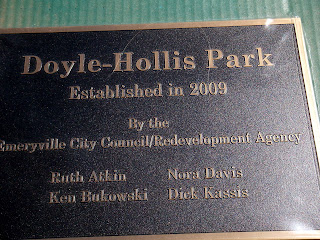 Doyle-Hollis Park
Established in 2009
By the
Emeryville City Council/Redevelopment Agency
Ruth Atkin Nora Davis
Ken Bukowski Dick Kassis